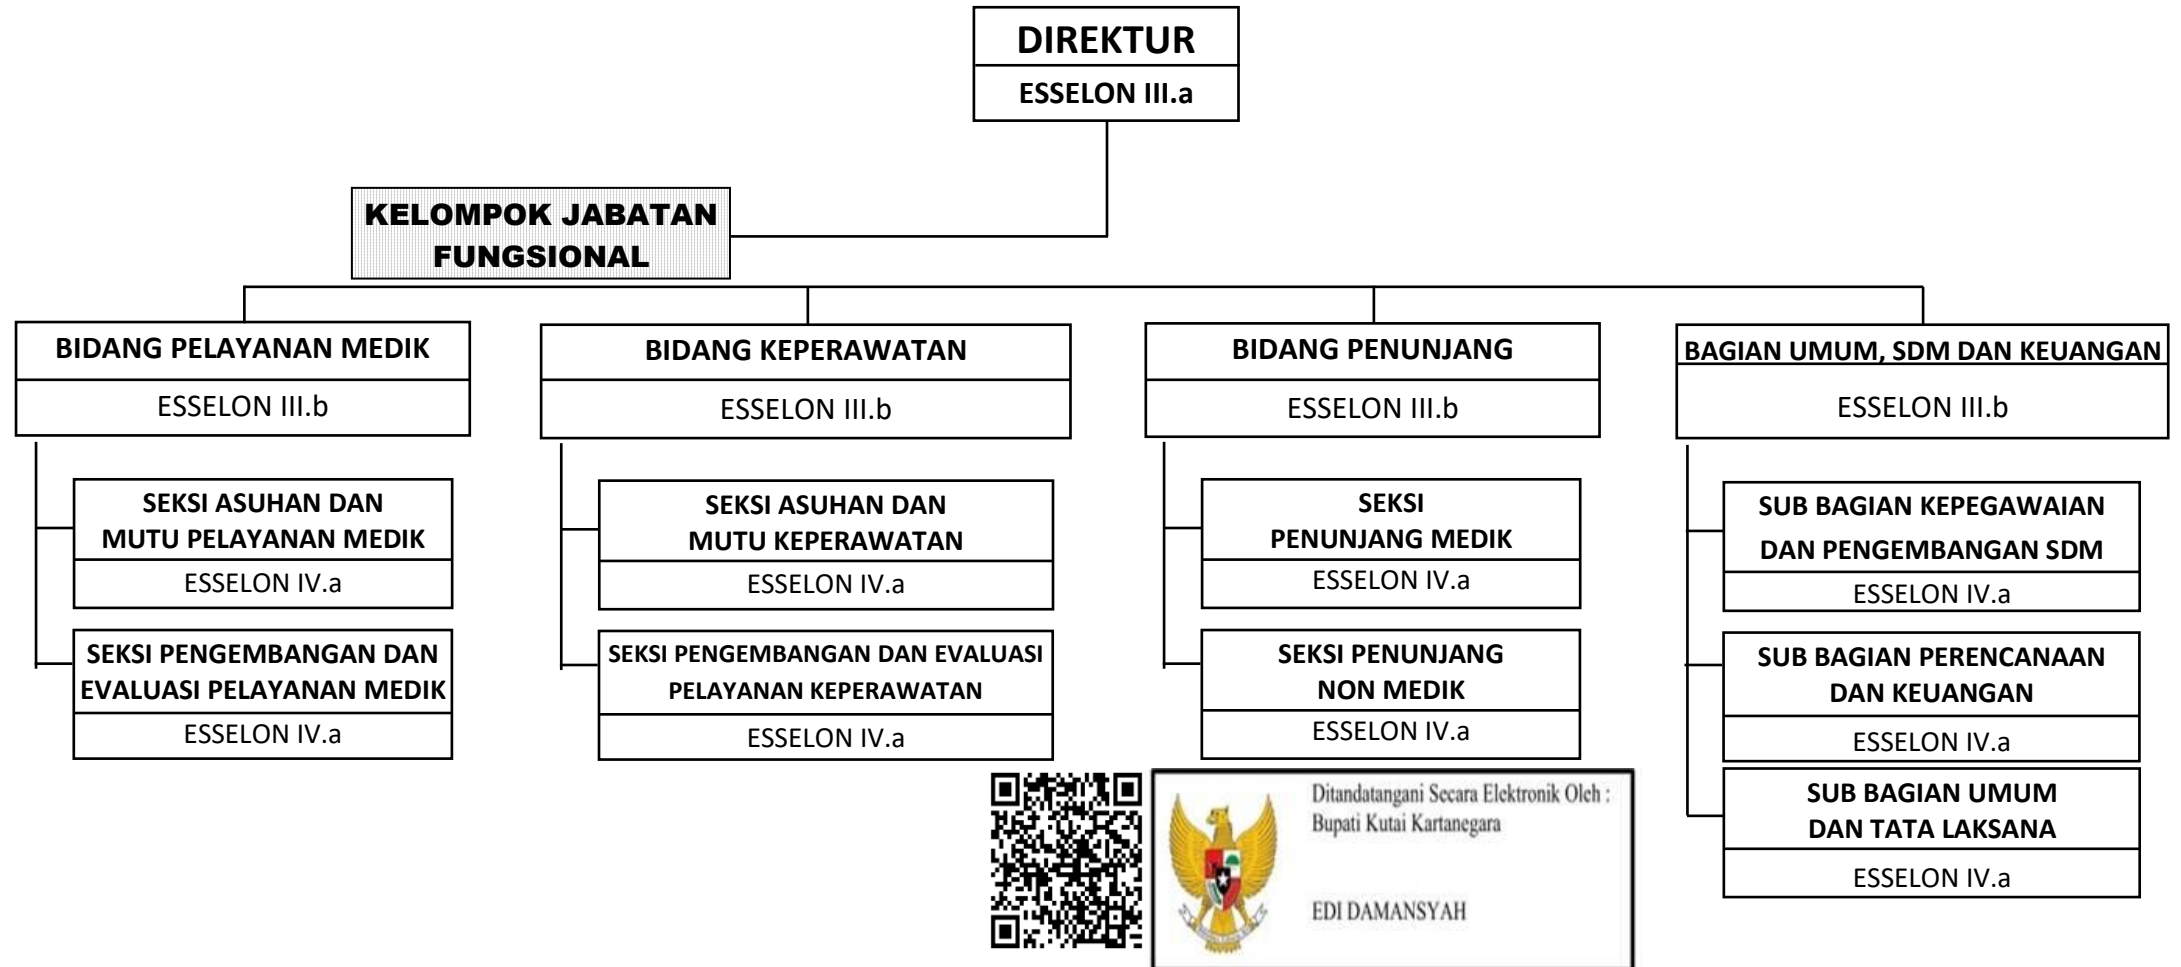 DIREKTUR
ESSELON III.a
KELOMPOK JABATAN
FUNGSIONAL
BIDANG PELAYANAN MEDIK
ESSELON III.b
SEKSI ASUHAN DAN
MUTU PELAYANAN MEDIK
ESSELON IV.a
SEKSI PENGEMBANGAN DAN
EVALUASI PELAYANAN MEDIK
ESSELON IV.a
BIDANG KEPERAWATAN
ESSELON III.b
SEKSI ASUHAN DAN
MUTU KEPERAWATAN
ESSELON IV.a
SEKSI PENGEMBANGAN DAN EVALUASI
PELAYANAN KEPERAWATAN
ESSELON IV.a
BIDANG PENUNJANG
ESSELON III.b
SEKSI
PENUNJANG MEDIK
ESSELON IV.a
SEKSI PENUNJANG
NON MEDIK
ESSELON IV.a
BAGIAN UMUM, SDM DAN KEUANGAN
ESSELON III.b
SUB BAGIAN KEPEGAWAIAN
DAN PENGEMBANGAN SDM
ESSELON IV.a
SUB BAGIAN PERENCANAAN
DAN KEUANGAN
ESSELON IV.a
SUB BAGIAN UMUM
DAN TATA LAKSANA
ESSELON IV.a
Ditandatangani Secara Elektronik Oleh :
Bupati Kutai Kartanegara
EDI DAMANSYAH